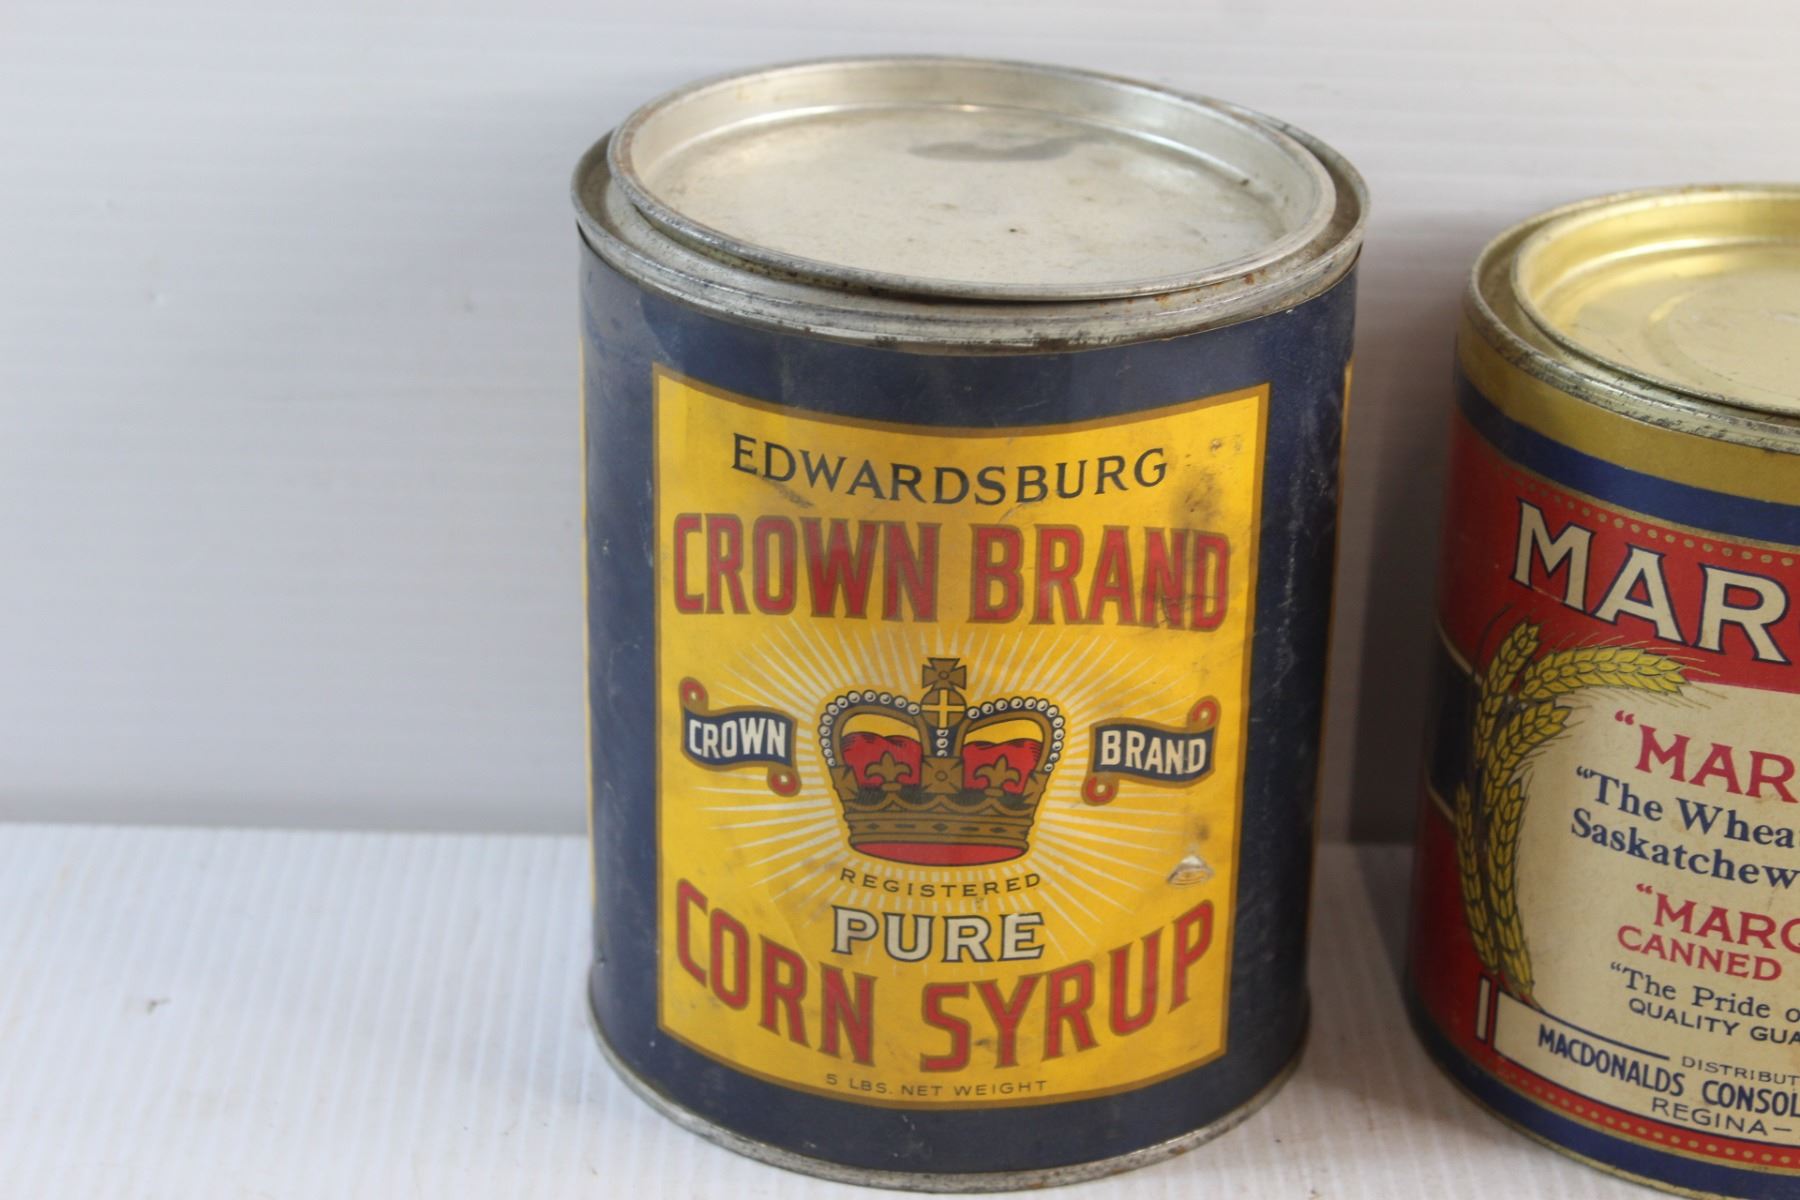 EDWARDSBURG
CROWN BRAND
CROWN BRAND
REGISTERED
PURE
CORN SYRUP
5 LBS. NET WEIGHT
MAR
"MAR
"The Wheat
Saskatchew
"MARQ
CANNED
"The Pride o
QUALITY GUA
DISTRIBUT
MACDONALDS CONSOL
REGINA-